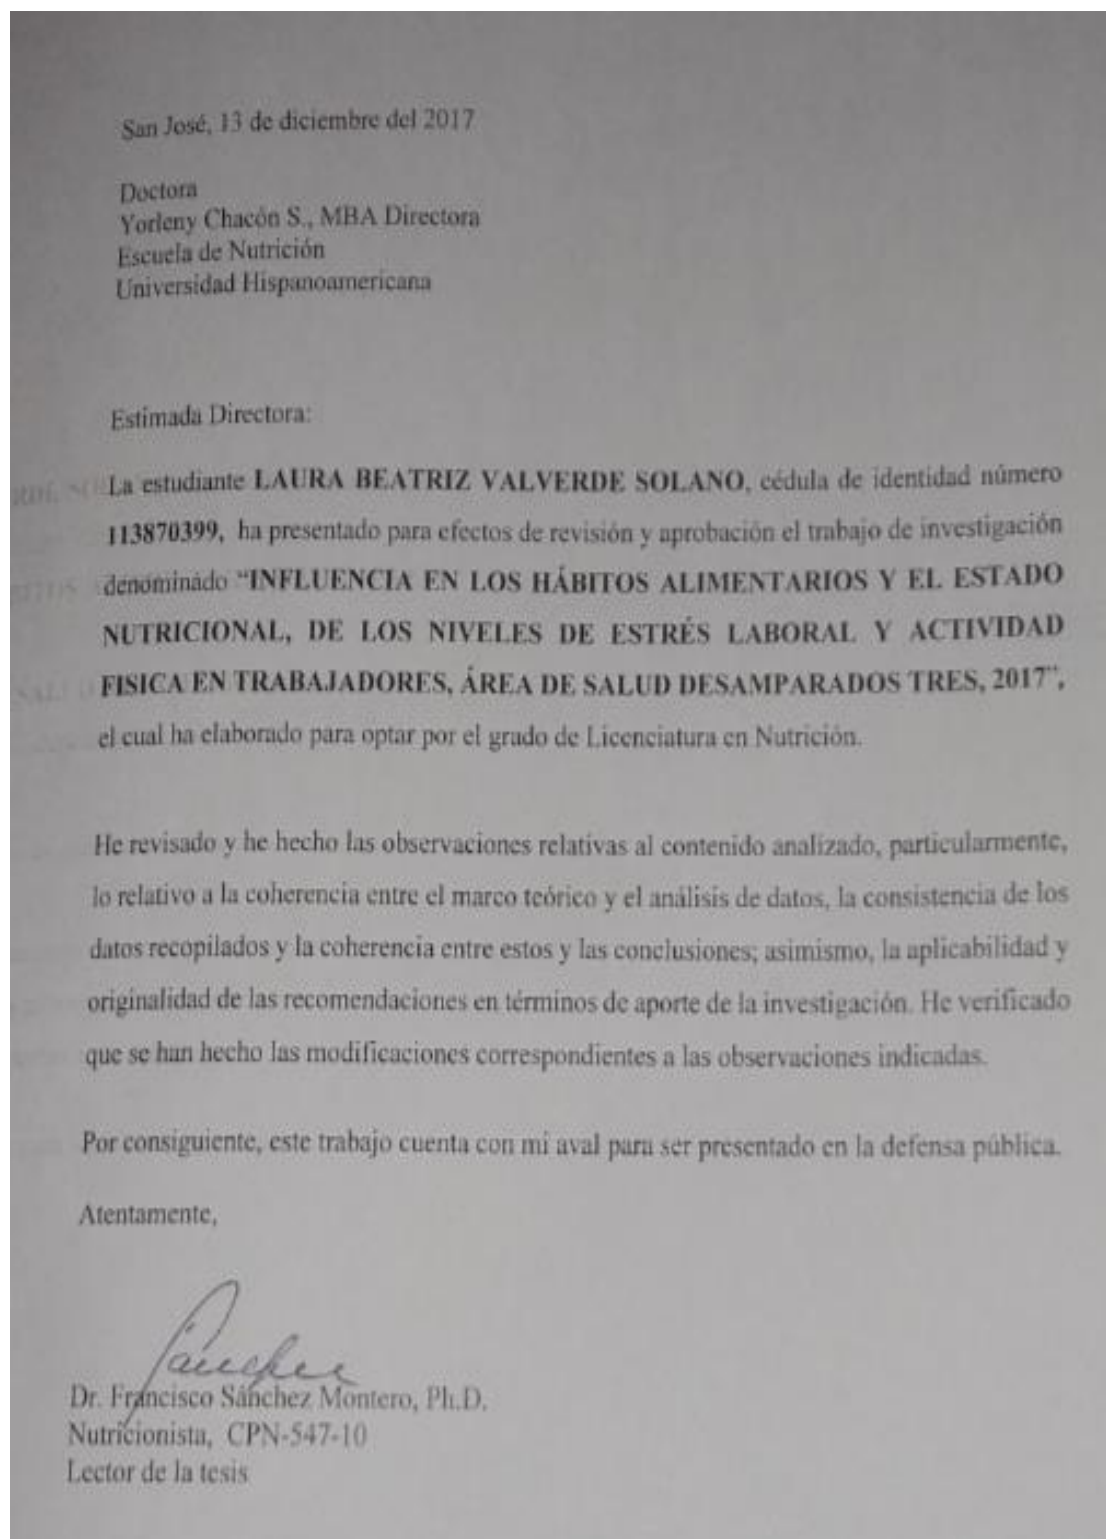 San José, 13 de diciembre del 2017
Doctora
Yorleny Chacón S., MBA Directora
Escuela de Nutrición
Universidad Hispanoamericana
Estimada Directora:
La estudiante LAURA BEATRIZ VALVERDE SOLANO, cédula de identidad número
113870399, ha presentado para efectos de revisión y aprobación el trabajo de investigación
denominado “INFLUENCIA EN LOS HÁBITOS ALIMENTARIOS Y EL ESTADO
NUTRICIONAL, DE LOS NIVELES DE ESTRÉS LABORAL Y ACTIVIDAD
FISICA EN TRABAJADORES, ÁREA DE SALUD DESAMPARADOS TRES, 2017”,
el cual ha elaborado para optar por el grado de Licenciatura en Nutrición.
He revisado y he hecho las observaciones relativas al contenido analizado, particularmente,
lo relativo a la coherencia entre el marco teórico y el análisis de datos, la consistencia de los
datos recopilados y la coherencia entre estos y las conclusiones; asimismo, la aplicabilidad y
originalidad de las recomendaciones en términos de aporte de la investigación. He verificado
que se han hecho las modificaciones correspondientes a las observaciones indicadas.
Por consiguiente, este trabajo cuenta con mi aval para ser presentado en la defensa pública.
Atentamente,
Dr. Francisco Sánchez Montero, Ph.D.
Nutricionista, CPN-547-10
Lector de la tesis